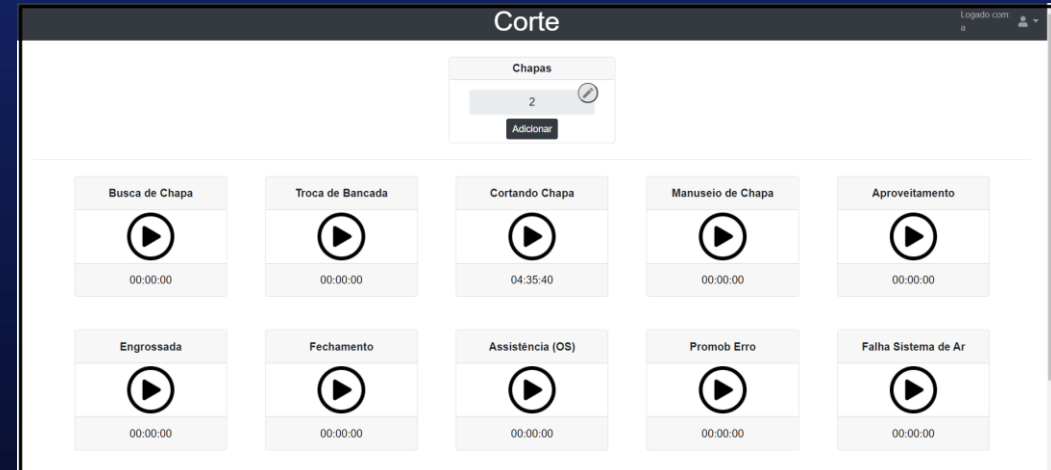 Corte
Logado com:
a
Chapas
2
Adicionar
Busca de Chapa
Troca de Bancada
Cortando Chapa
Manuseio de Chapa
Aproveitamento
00:00:00
00:00:00
04:35:40
00:00:00
00:00:00
Engrossada
Fechamento
Assistência (OS)
Promob Erro
Falha Sistema de Ar
00:00:00
00:00:00
00:00:00
00:00:00
00:00:00